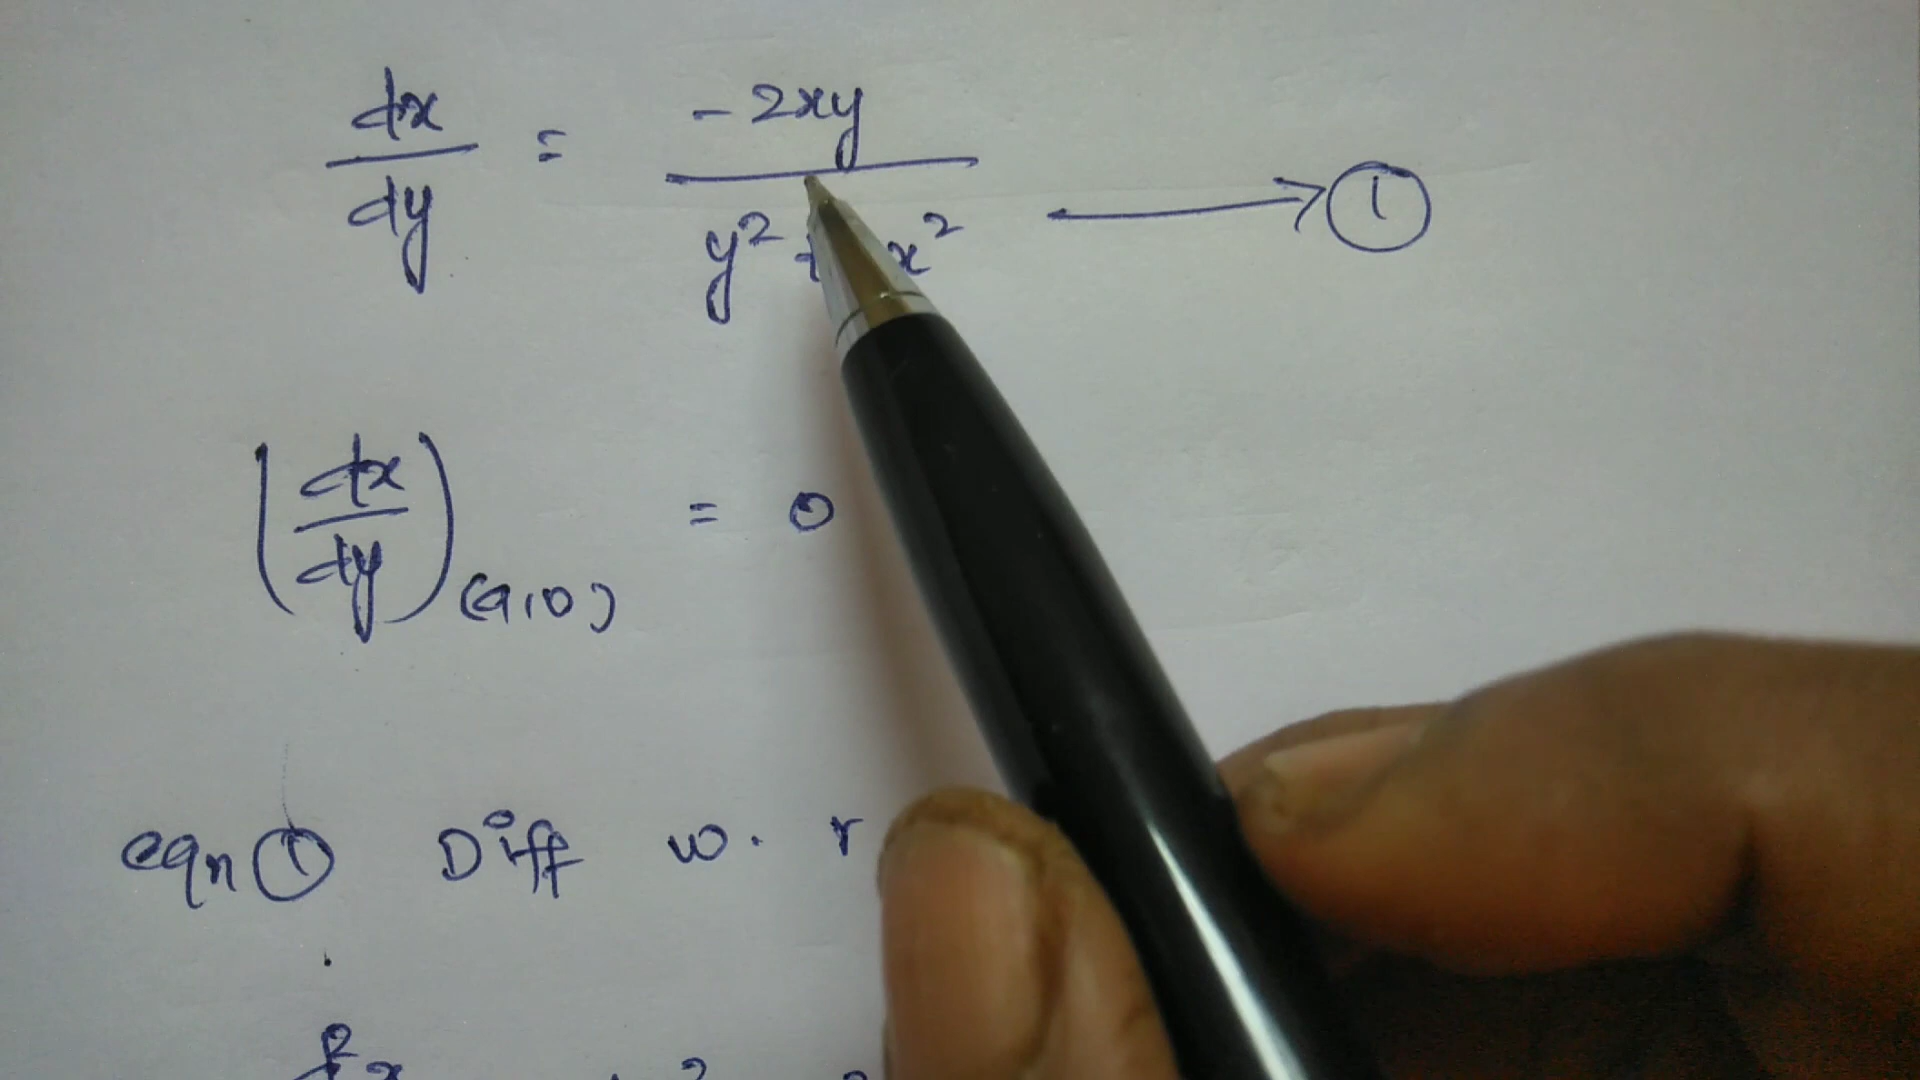 dx/dy = -2xy / y² + x² → ①
(dx/dy)(a,0) = 0
eqn ① Diff w. r